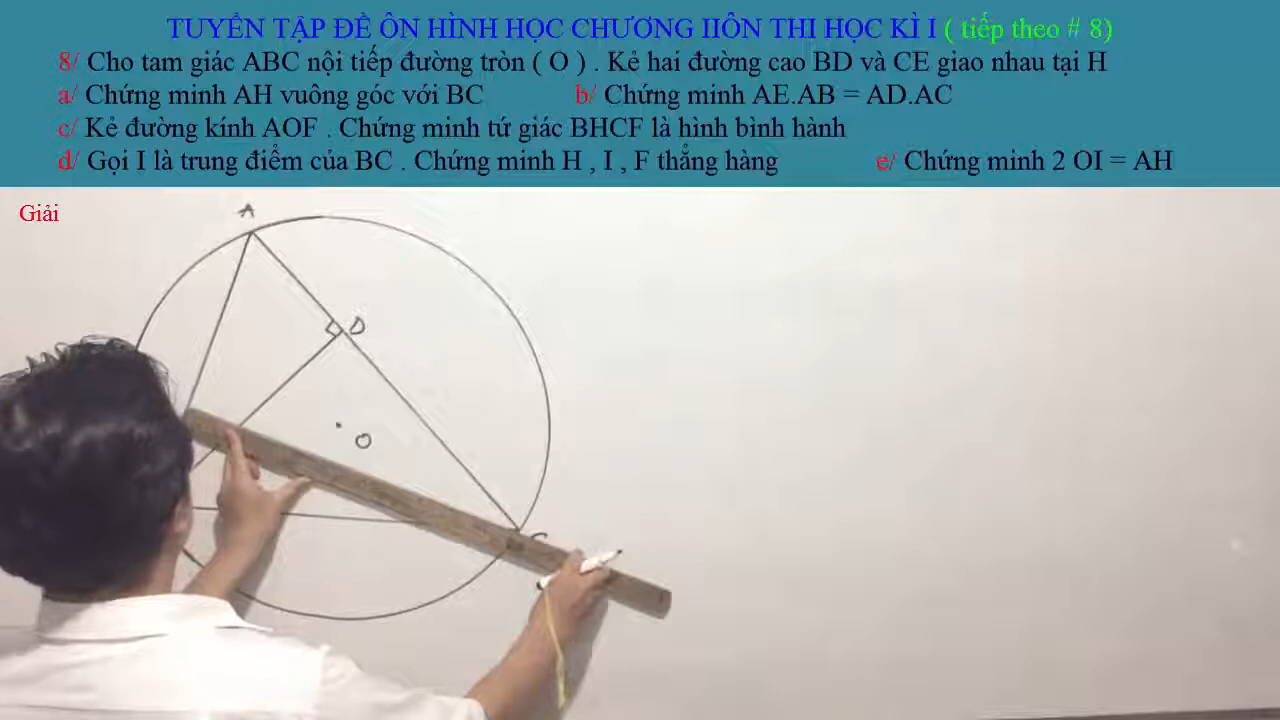 TUYỂN TẬP ĐỀ ÔN HÌNH HỌC CHƯƠNG IIÔN THI HỌC KÌ I ( tiếp theo # 8)
8/ Cho tam giác ABC nội tiếp đường tròn ( O ) . Kẻ hai đường cao BD và CE giao nhau tại H
a/ Chứng minh AH vuông góc với BC b/ Chứng minh AE.AB = AD.AC
c/ Kẻ đường kính AOF . Chứng minh tứ giác BHCF là hình bình hành
d/ Gọi I là trung điểm của BC . Chứng minh H , I , F thẳng hàng e/ Chứng minh 2 OI = AH
Giải
A
D
O
C